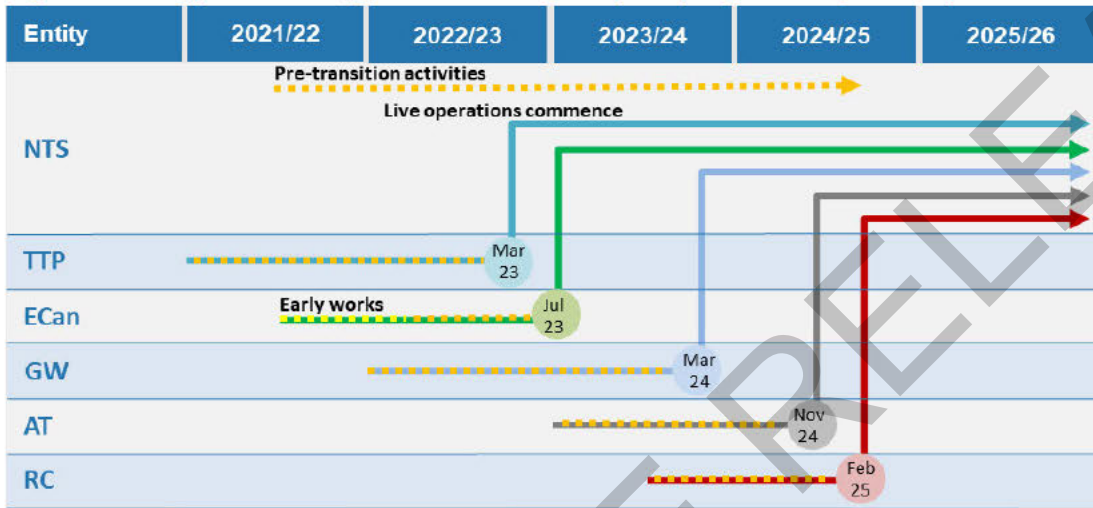 Entity 2021/22 2022/23 2023/24 2024/25 2025/26
Pre-transition activities
Live operations commence
NTS
TTP
Mar
23
ECan
Early works
Jul
23
GW
Mar
24
AT
Nov
24
RC
Feb
25